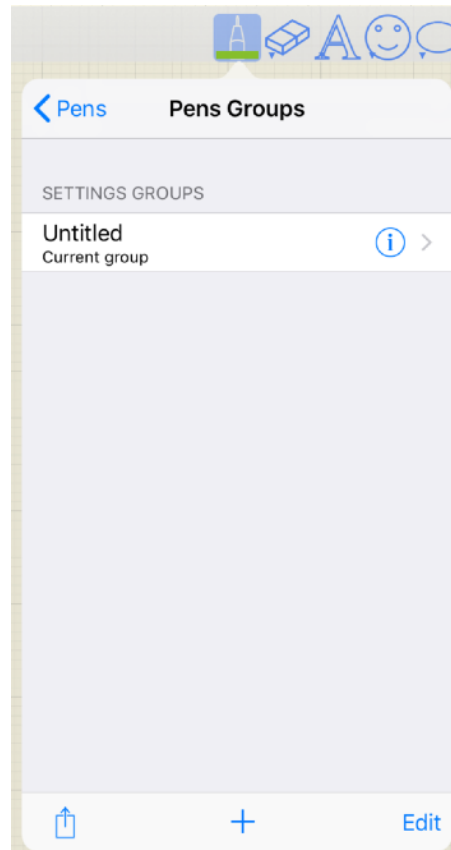 Pens
Pens Groups
SETTINGS GROUPS
Untitled
Current group
Edit